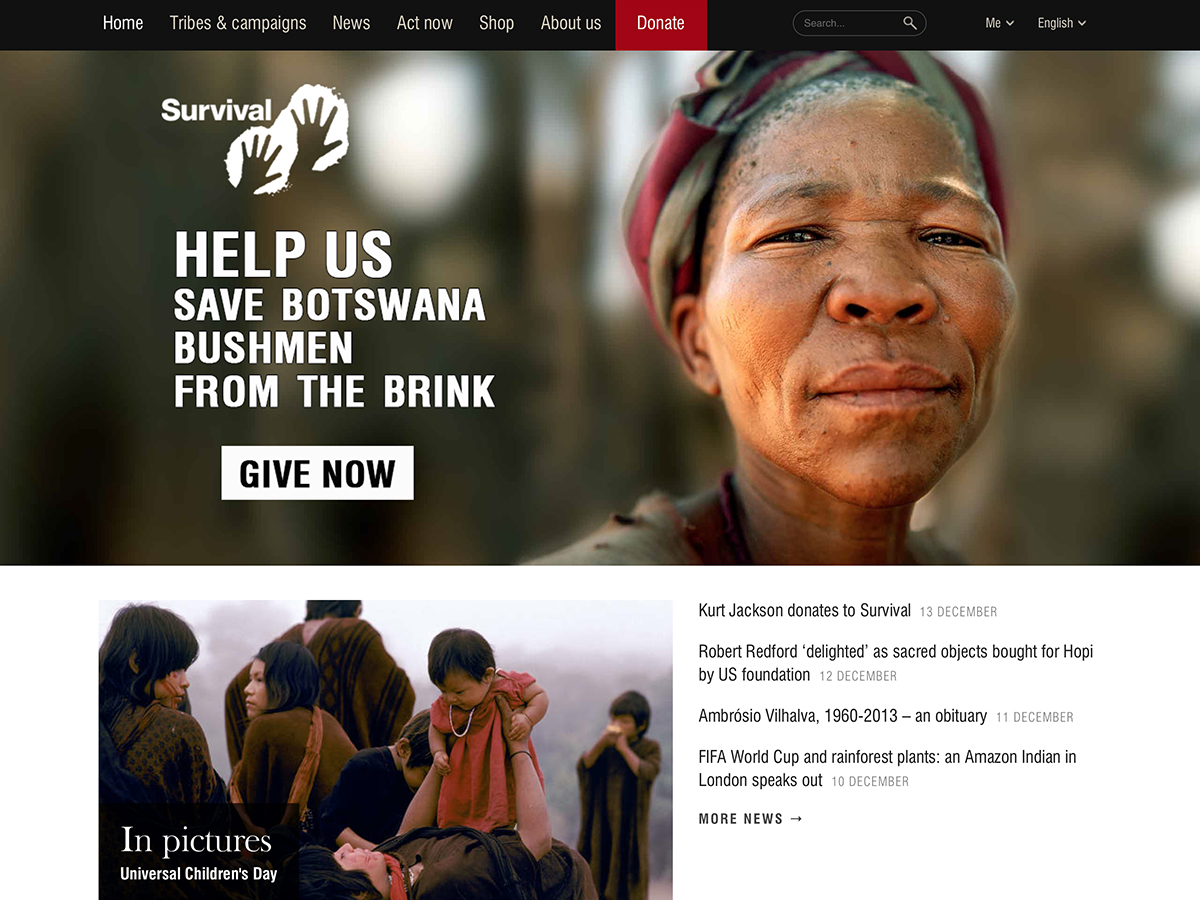 Home Tribes & campaigns News Act now Shop About us Donate Search... Me English
Survival
HELP US
SAVE BOTSWANA
BUSHMEN
FROM THE BRINK
GIVE NOW
In pictures
Universal Children's Day
Kurt Jackson donates to Survival 13 DECEMBER
Robert Redford ‘delighted’ as sacred objects bought for Hopi
by US foundation 12 DECEMBER
Ambrósio Vilhalva, 1960-2013 – an obituary 11 DECEMBER
FIFA World Cup and rainforest plants: an Amazon Indian in
London speaks out 10 DECEMBER
MORE NEWS →